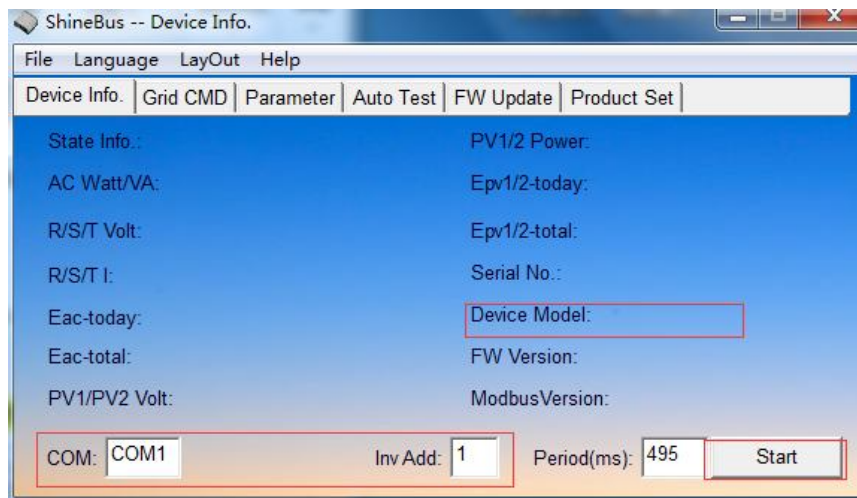 ShineBus -- Device Info.
File Language LayOut Help
Device Info. Grid CMD Parameter Auto Test FW Update Product Set
State Info.: PV1/2 Power:
AC Watt/VA: Epv1/2-today:
R/S/T Volt: Epv1/2-total:
R/S/T I: Serial No.:
Eac-today: Device Model:
Eac-total: FW Version:
PV1/PV2 Volt: ModbusVersion:
COM: COM1 Inv Add: 1 Period(ms): 495 Start